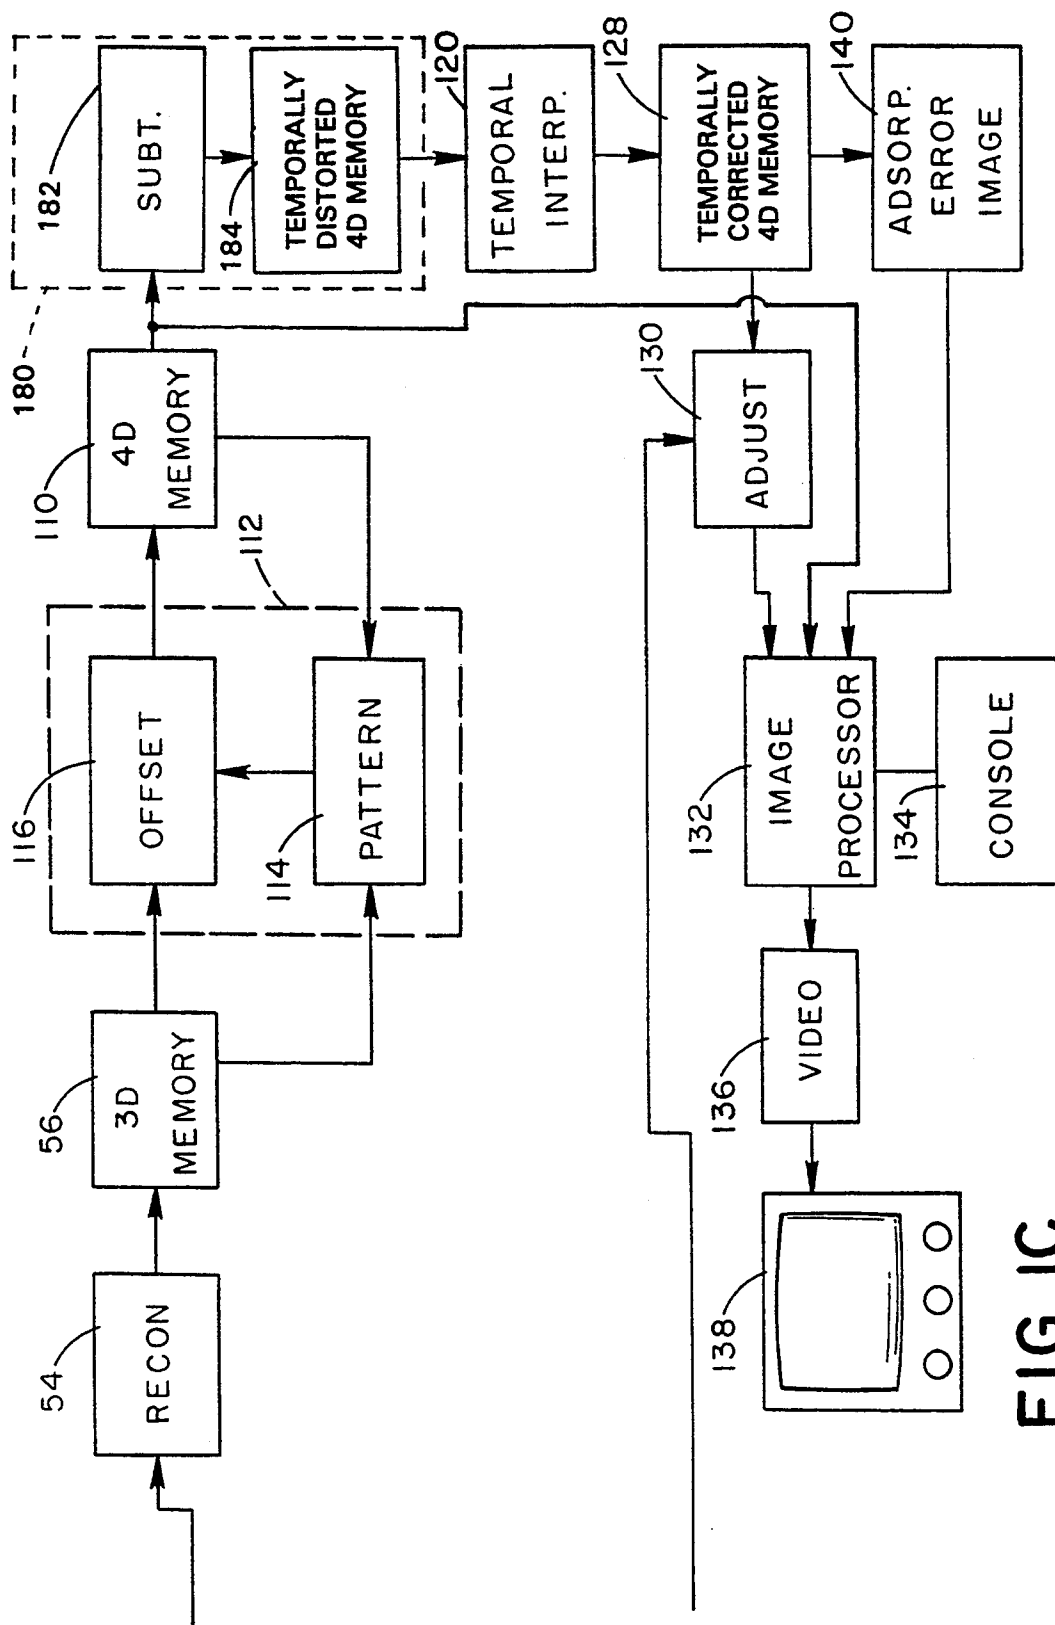 54
RECON
56
3D
MEMORY
116
OFFSET
114
PATTERN
112
110
4D
MEMORY
180
182
SUBT.
184
TEMPORALLY
DISTORTED
4D MEMORY
120
TEMPORAL
INTERP.
128
TEMPORALLY
CORRECTED
4D MEMORY
140
ADSORP.
ERROR
IMAGE
130
ADJUST
132
IMAGE
PROCESSOR
134
CONSOLE
136
VIDEO
138
FIG. 1C